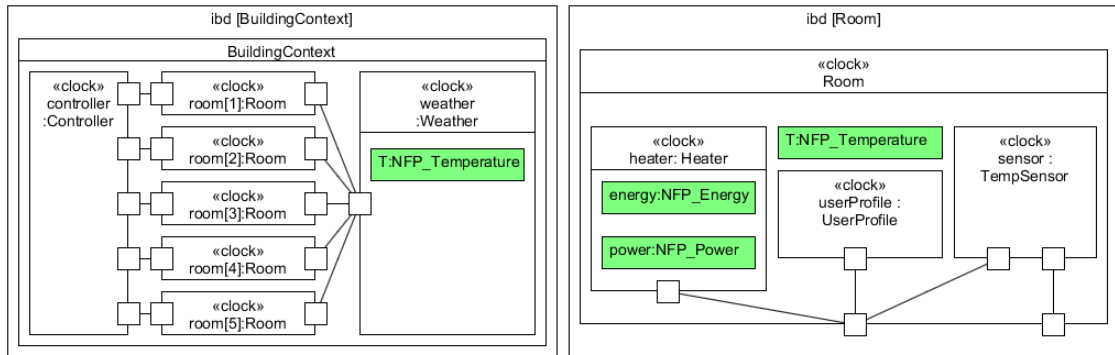 ibd [BuildingContext]
BuildingContext
«clock»
controller
:Controller
«clock»
room[1]:Room
«clock»
room[2]:Room
«clock»
room[3]:Room
«clock»
room[4]:Room
«clock»
room[5]:Room
«clock»
weather
:Weather
T:NFP_Temperature
ibd [Room]
«clock»
Room
«clock»
heater: Heater
energy:NFP_Energy
power:NFP_Power
T:NFP_Temperature
«clock»
userProfile :
UserProfile
«clock»
sensor :
TempSensor